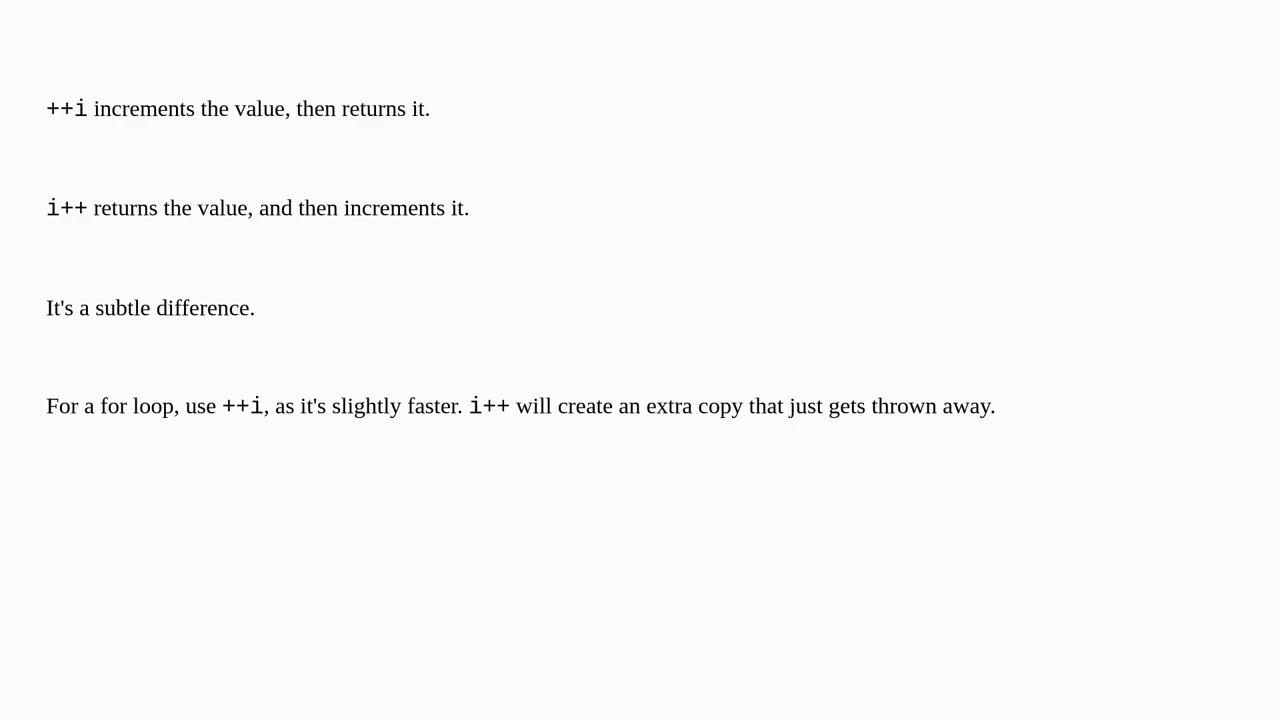 ++i increments the value, then returns it.
i++ returns the value, and then increments it.
It's a subtle difference.
For a for loop, use ++i, as it's slightly faster. i++ will create an extra copy that just gets thrown away.